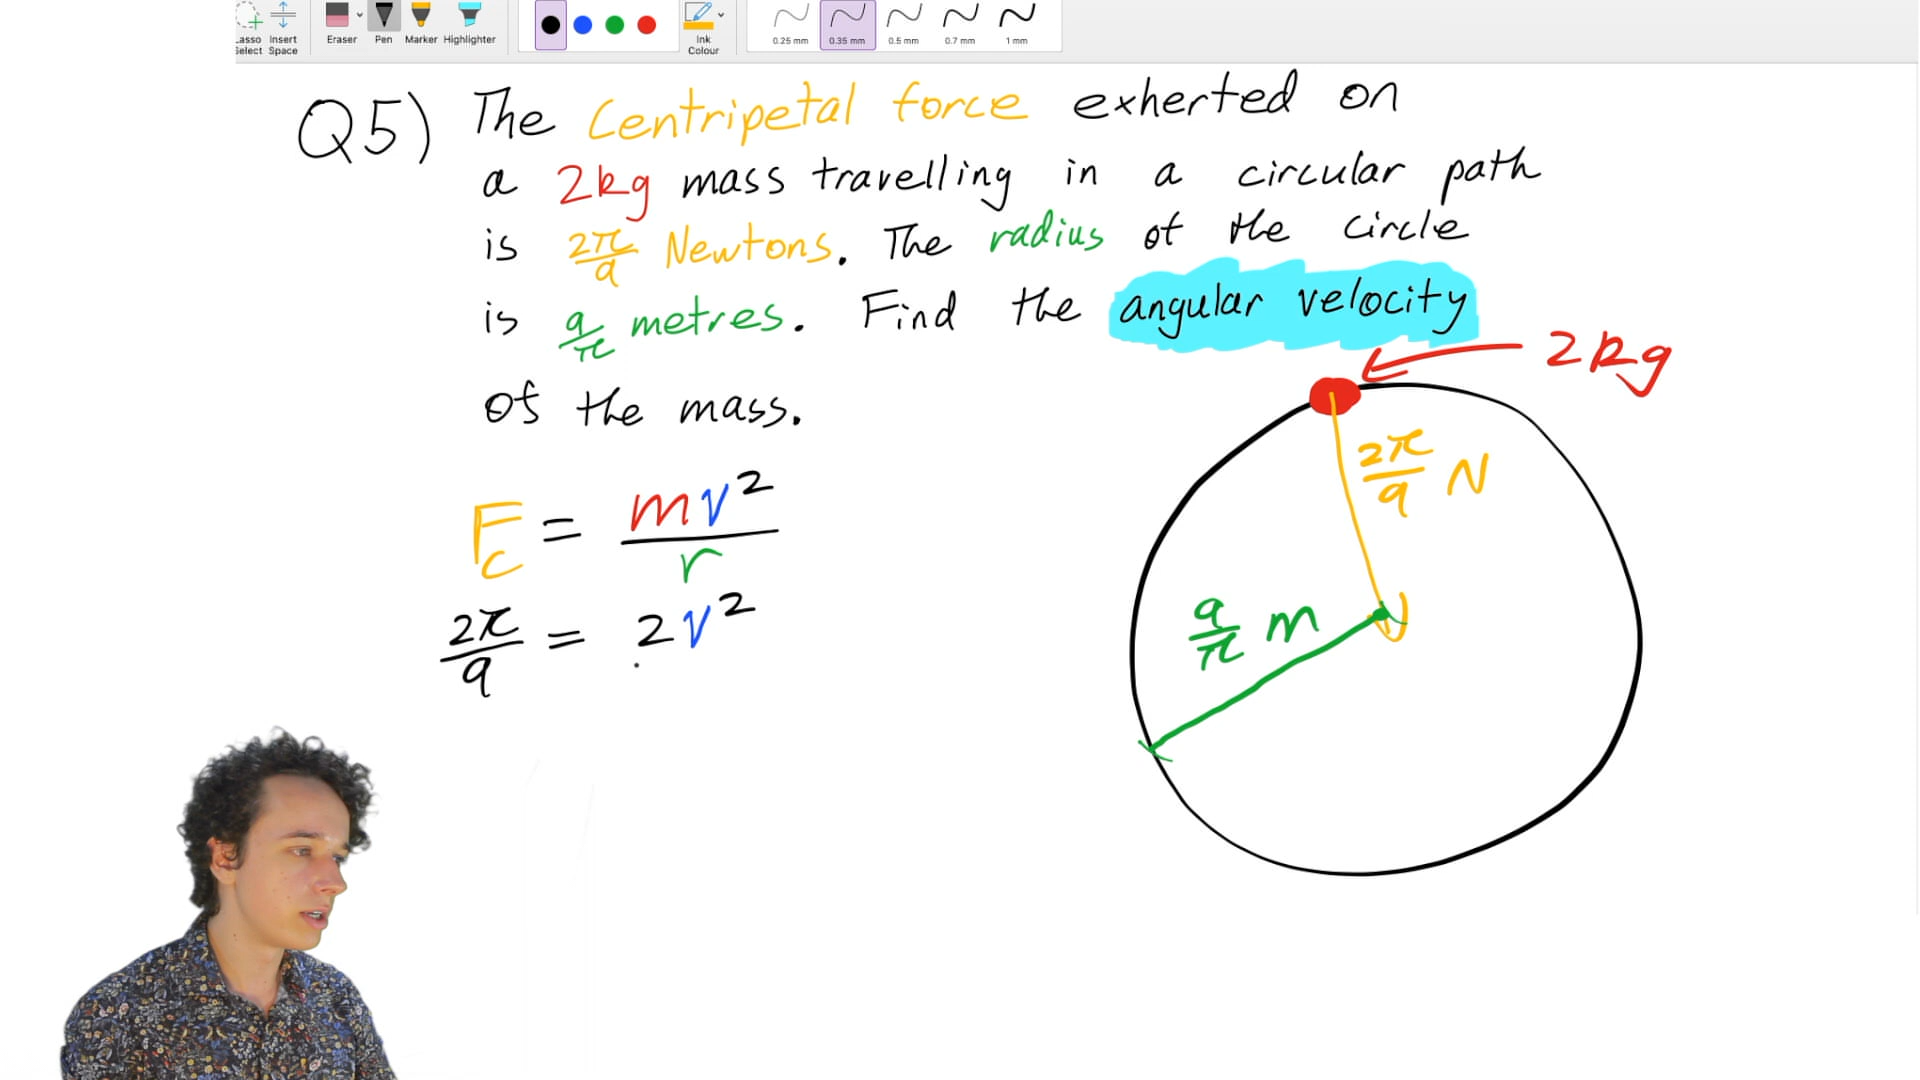 asso Select
Insert Space
Eraser
Pen
Marker
Highlighter
Ink Colour
0.25 mm
0.35 mm
0.5 mm
0.7 mm
1 mm
Q5) The Centripetal force exherted on
a 2kg mass travelling in a circular path
is 2π/9 Newtons. The radius of the circle
is 9/π metres. Find the angular velocity
of the mass.
2kg
2π/9 N
9/π m
Fc = mv²/r
2π/9 = 2v²